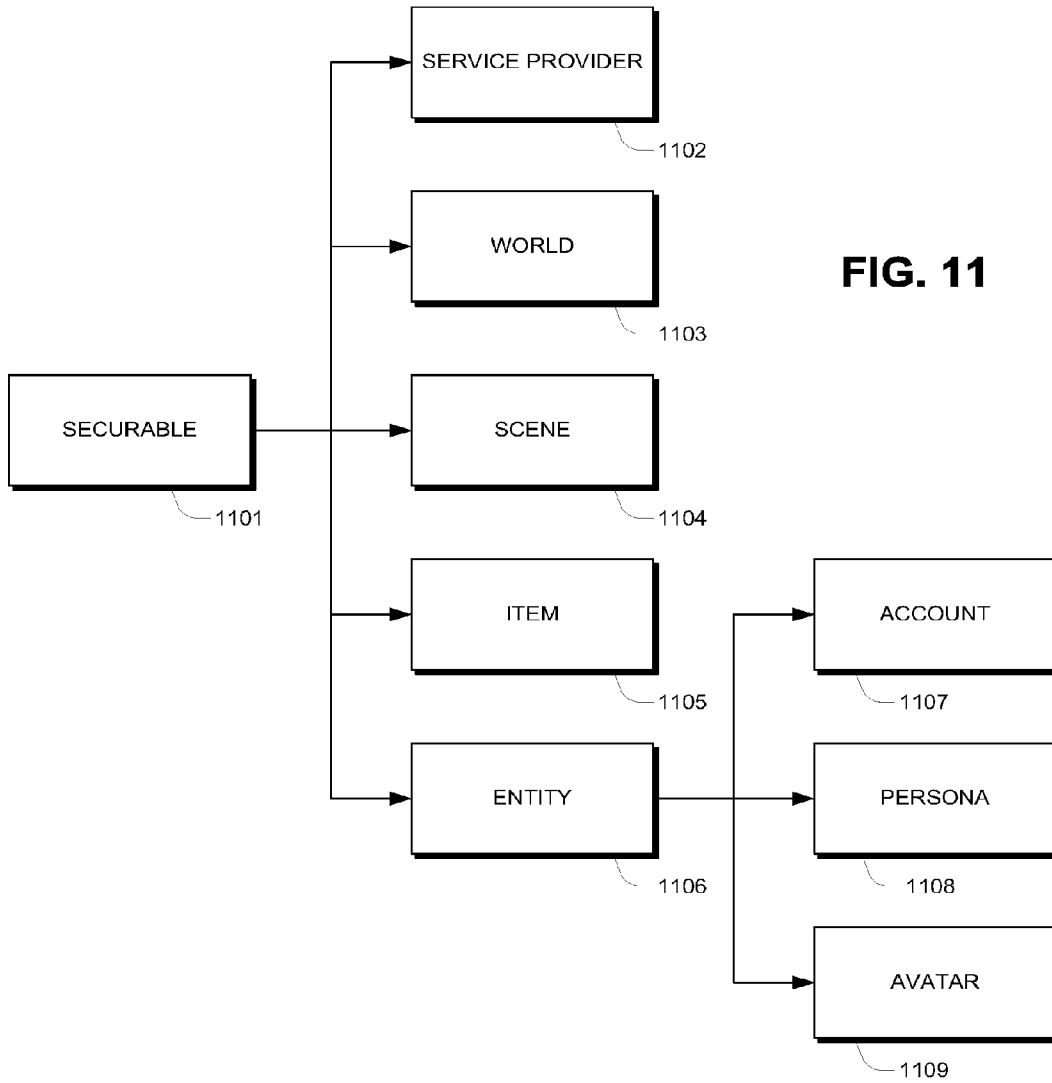 SERVICE PROVIDER
1102
WORLD
1103
FIG. 11
SECURABLE
1101
SCENE
1104
ITEM
1105
ACCOUNT
1107
ENTITY
1106
PERSONA
1108
AVATAR
1109